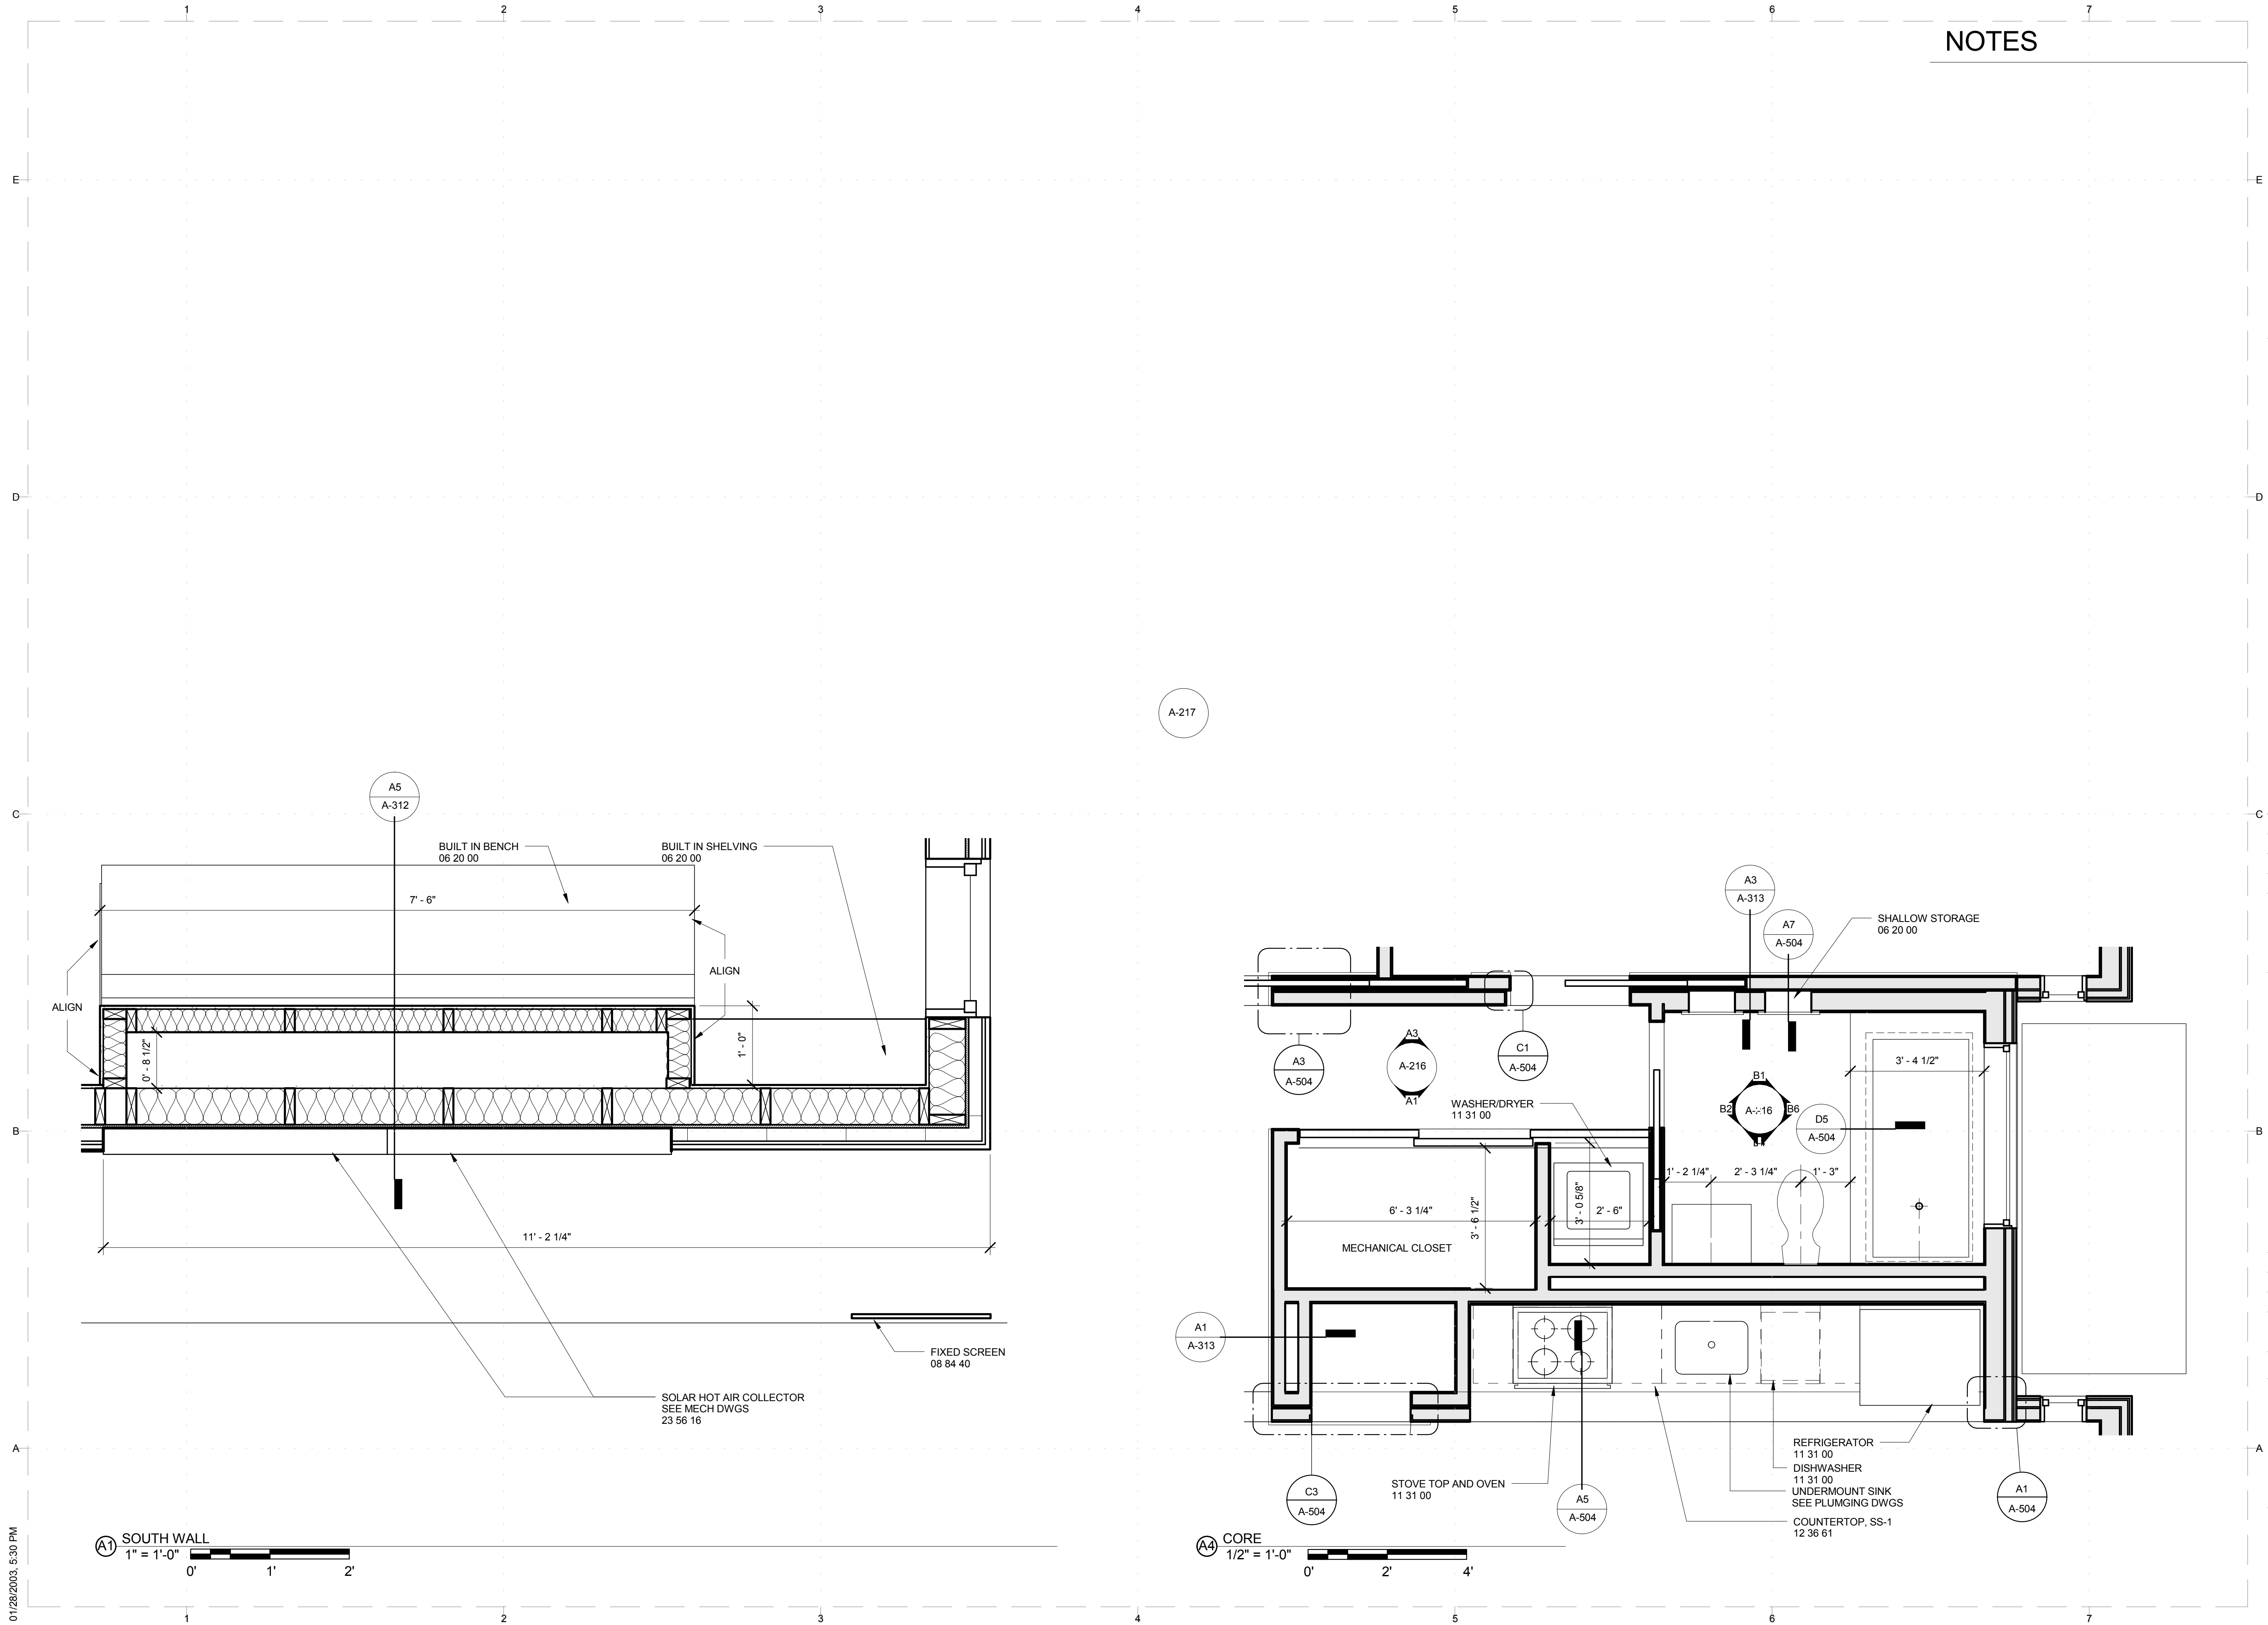 1 2 3 4 5 6 7
NOTES
E E
D D
A-217
C C
A5
A-312
BUILT IN BENCH
06 20 00
BUILT IN SHELVING
06 20 00
7' - 6"
ALIGN
ALIGN
0' - 8 1/2"
1' - 0"
11' - 2 1/4"
FIXED SCREEN
08 84 40
SOLAR HOT AIR COLLECTOR
SEE MECH DWGS
23 56 16
A1 SOUTH WALL
1" = 1'-0"
0' 1' 2'
A3
A-313
A7
A-504
SHALLOW STORAGE
06 20 00
A3
A-504
A3
A-216
A1
C1
A-504
WASHER/DRYER
11 31 00
B1
B2 B6
D5
A-504
3' - 4 1/2"
B B
1' - 2 1/4" 2' - 3 1/4" 1' - 3"
6' - 3 1/4"
3' - 6 1/2"
3' - 0 5/8"
2' - 6"
MECHANICAL CLOSET
A1
A-313
A A
REFRIGERATOR
11 31 00
DISHWASHER
11 31 00
UNDERMOUNT SINK
SEE PLUMGING DWGS
COUNTERTOP, SS-1
12 36 61
STOVE TOP AND OVEN
11 31 00
C3
A-504
A5
A-504
A1
A-504
A4 CORE
1/2" = 1'-0"
0' 2' 4'
01/28/2003, 5:30 PM
1 2 3 4 5 6 7